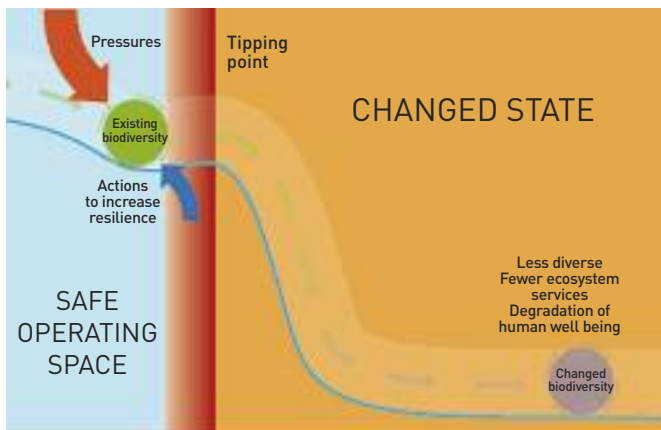 Pressures
Tipping
point
CHANGED STATE
Existing
biodiversity
Actions
to increase
resilience
SAFE
OPERATING
SPACE
Less diverse
Fewer ecosystem
services
Degradation of
human well being
Changed
biodiversity